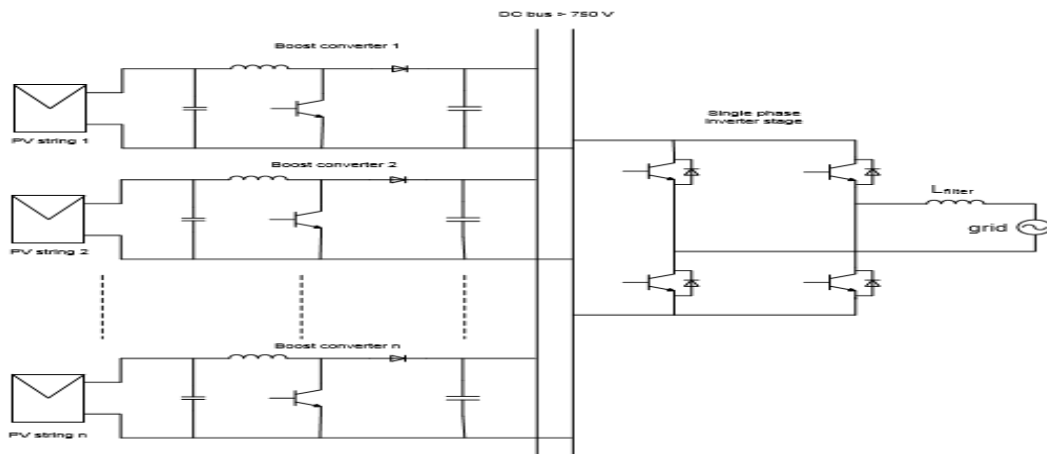 DC bus > 750 V
Boost converter 1
PV string 1
Single phase
inverter stage
Boost converter 2
PV string 2
Lfilter
grid
Boost converter n
PV string n